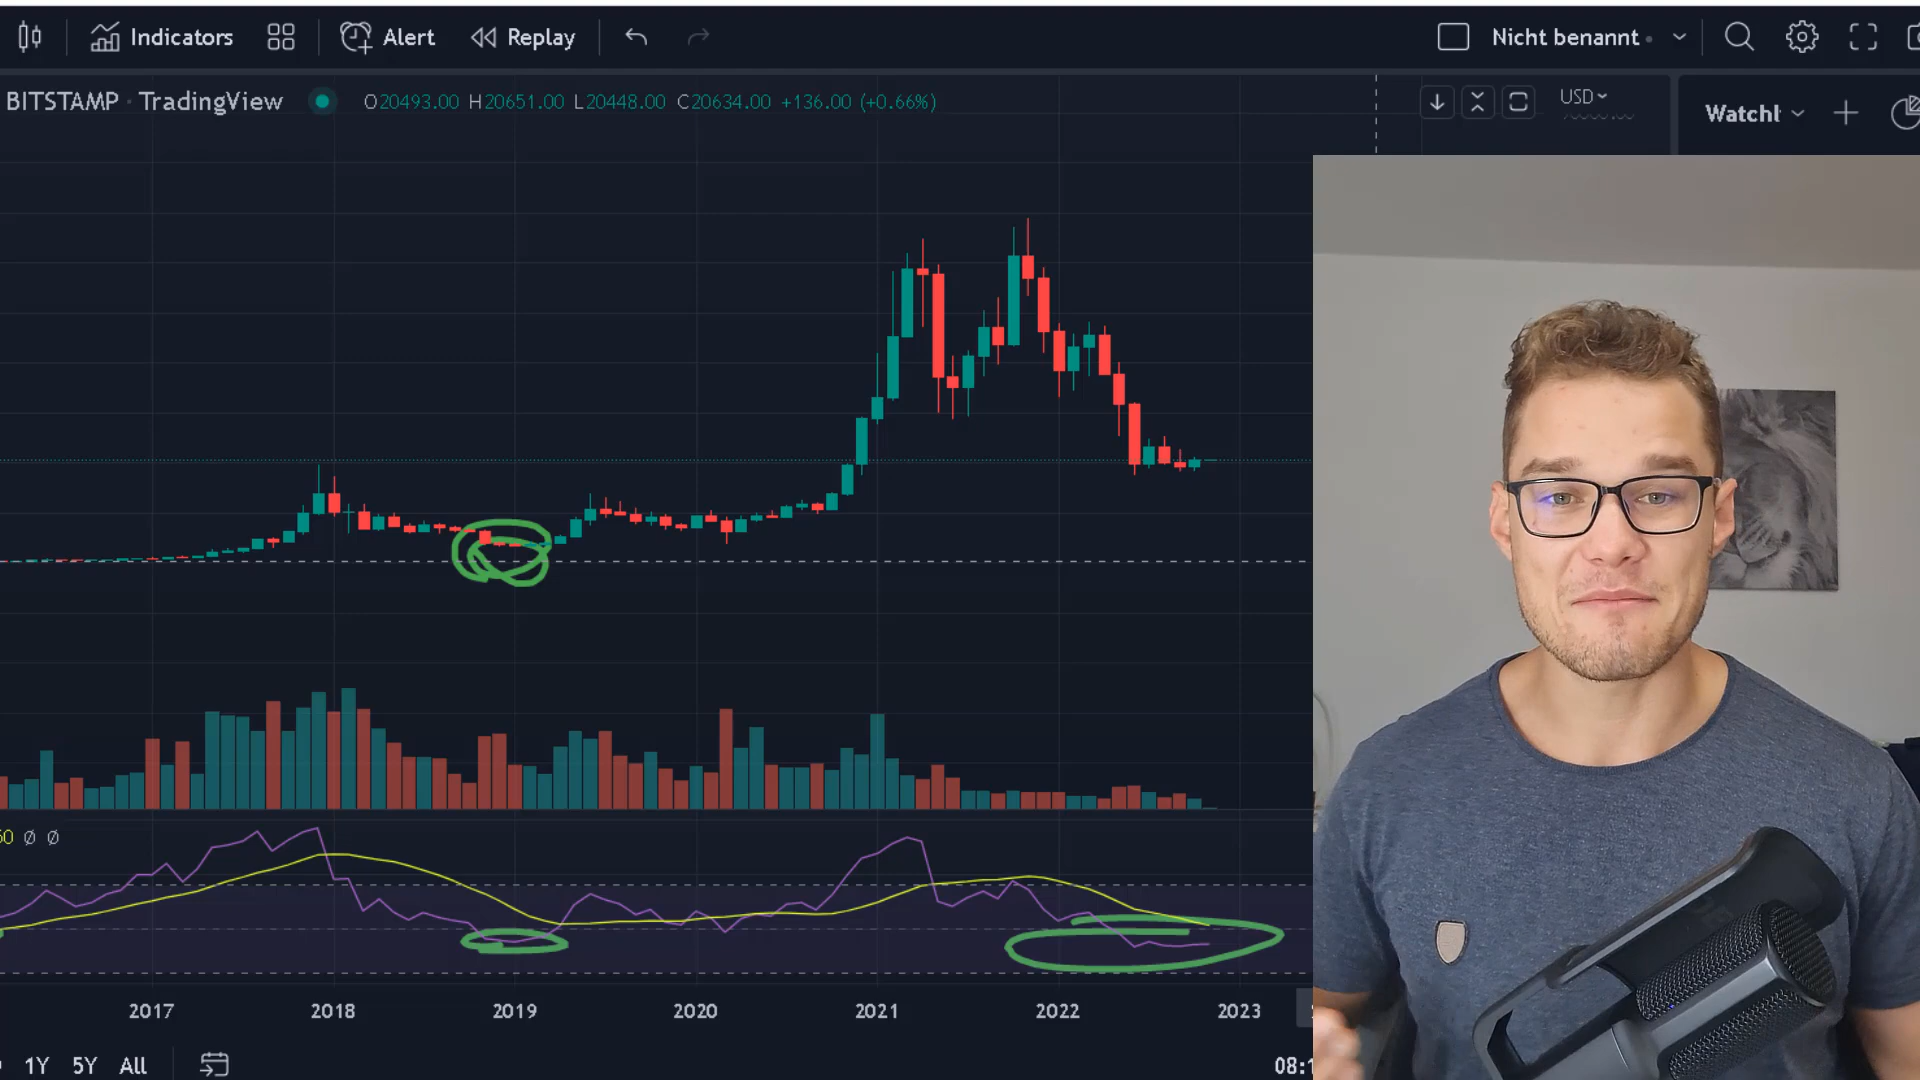 Indicators Alert Replay Nicht benannt
BITSTAMP · TradingView O20493.00 H20651.00 L20448.00 C20634.00 +136.00 (+0.66%) USD
Watchl
Ø Ø
2017 2018 2019 2020 2021 2022 2023
1Y 5Y All